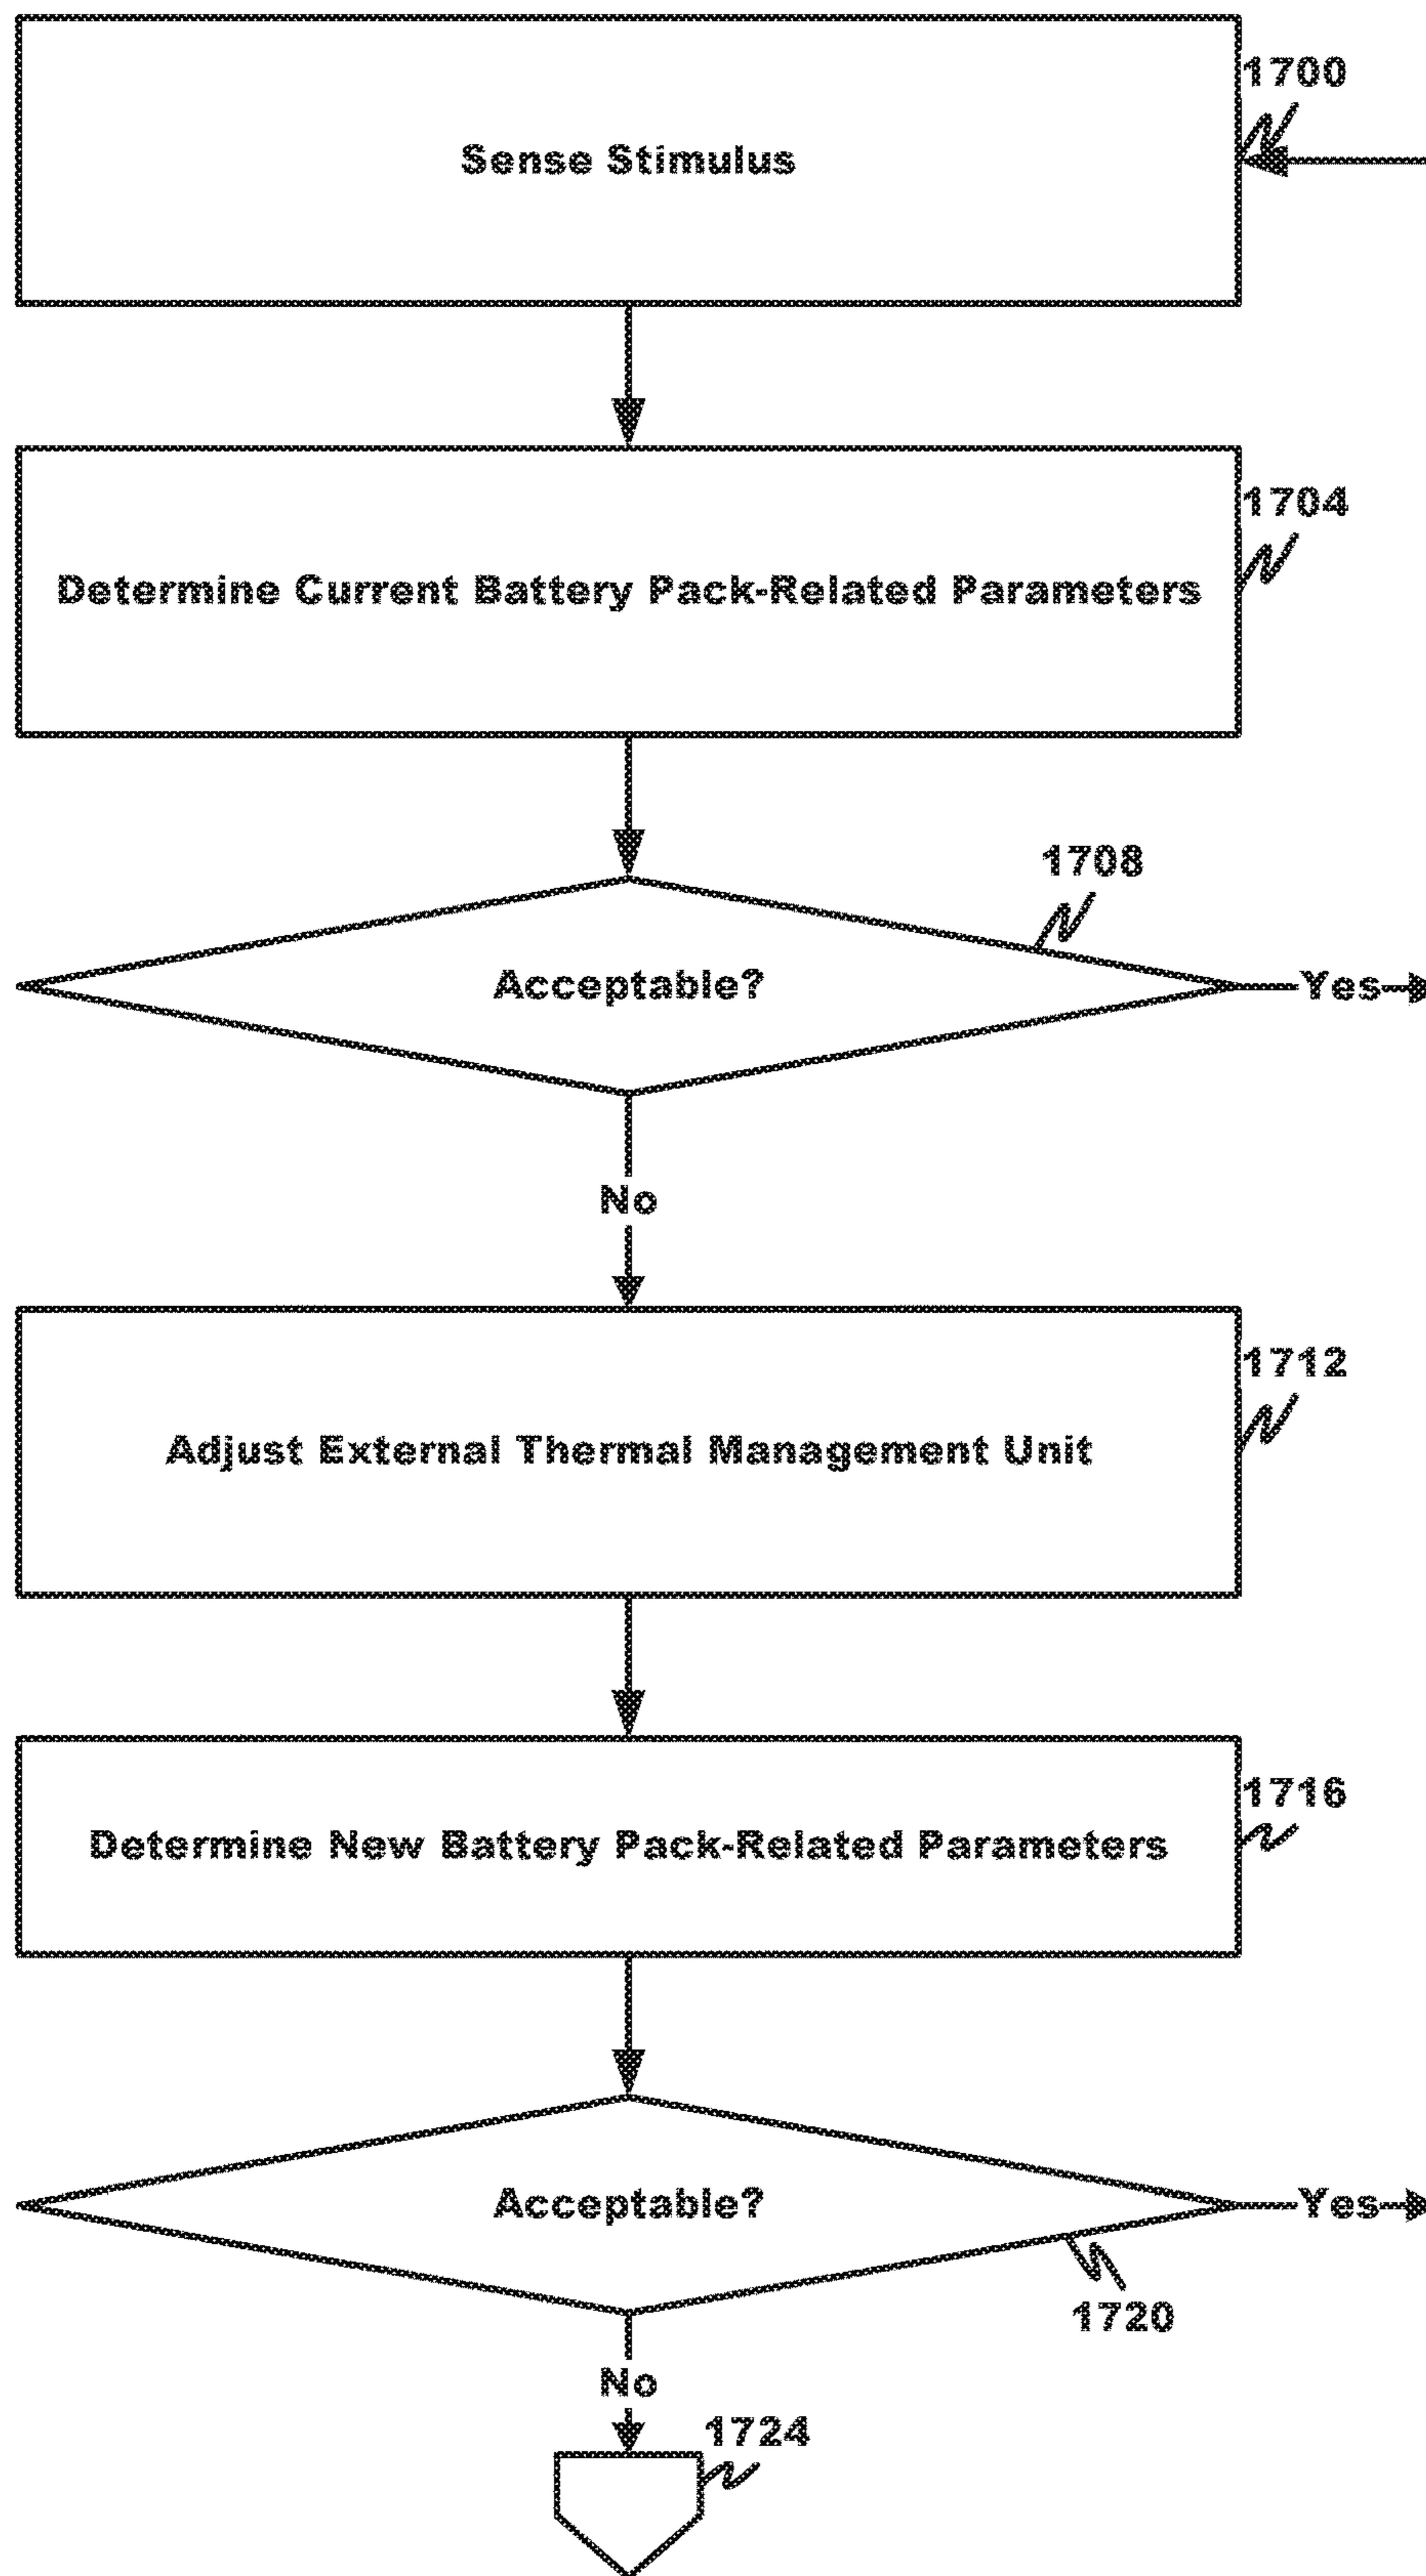 1700
Sense Stimulus
1704
Determine Current Battery Pack-Related Parameters
1708
Acceptable?
Yes
No
1712
Adjust External Thermal Management Unit
1716
Determine New Battery Pack-Related Parameters
Acceptable?
Yes
1720
No
1724